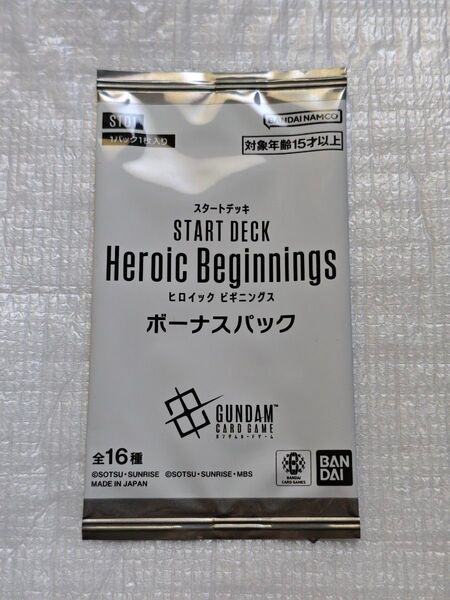 ST01
BANDAI NAMCO
1パック1枚入り
対象年齢15才以上
スタートデッキ
START DECK
Heroic Beginnings
ヒロイック ビギニングス
ボーナスパック
GUNDAM™
CARD GAME
ガンダムカードゲーム
全16種
©SOTSU・SUNRISE ©SOTSU・SUNRISE・MBS
MADE IN JAPAN
BANDAI
CARD GAMES
BAN
DAI